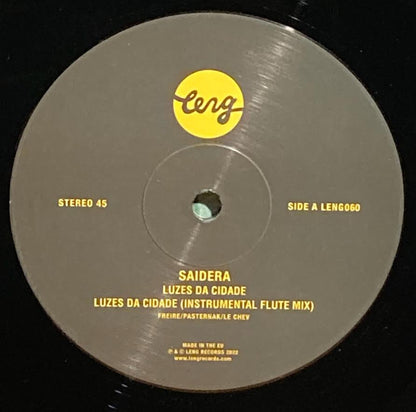 Leng
STEREO 45
SIDE A LENG060
SAIDERA
LUZES DA CIDADE
LUZES DA CIDADE (INSTRUMENTAL FLUTE MIX)
FREIRE/PASTERNAK/LE CHEV
MADE IN THE EU
℗ & © LENG RECORDS 2022
www.lengrecords.com